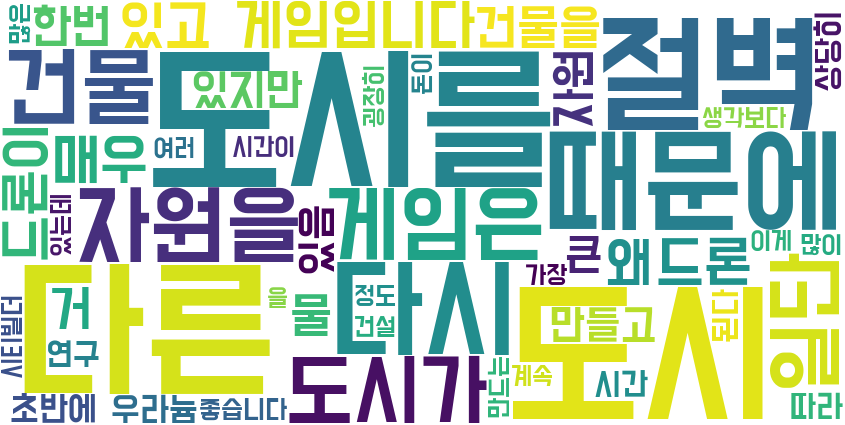 많은 한번 있고 게임입니다 건물을 절벽 상당히
건물 도시를 있지만 굉장히 돈이 자원 생각보다
드론이 매우 여러 시간이 때문에
있는데 자원을 있음 게임은 이게 많이
다른 을 물 정도 다시 가장 큰 왜 드론 일단
시티빌더 거 건설 도시 만들고 된다
연구 도시가 만드는 계속 시간
초반에 우라늄 좋습니다 따라